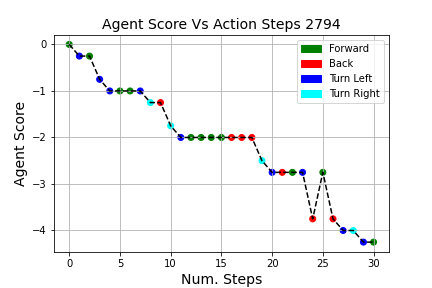 Agent Score Vs Action Steps 2794
Forward
Back
Turn Left
Turn Right
Agent Score
0
−1
−2
−3
−4
0 5 10 15 20 25 30
Num. Steps